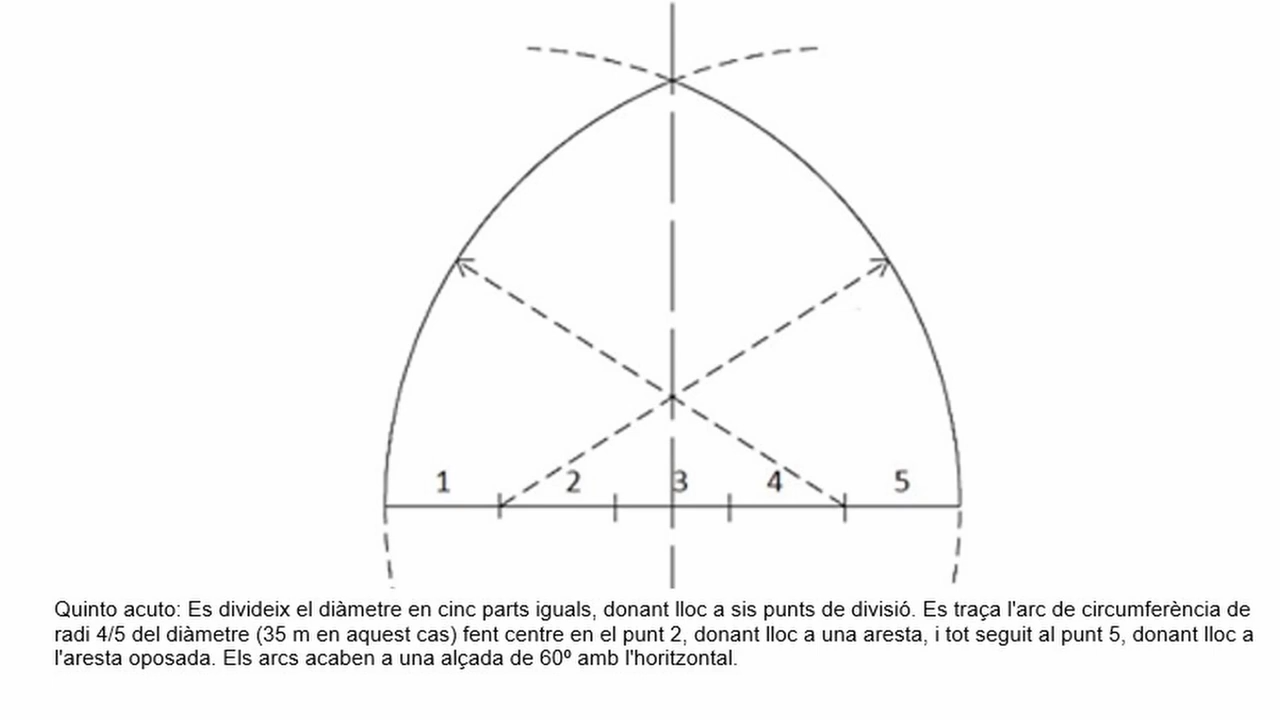 1 2 3 4 5
Quinto acuto: Es divideix el diàmetre en cinc parts iguals, donant lloc a sis punts de divisió. Es traça l'arc de circumferència de
radi 4/5 del diàmetre (35 m en aquest cas) fent centre en el punt 2, donant lloc a una aresta, i tot seguit al punt 5, donant lloc a
l'aresta oposada. Els arcs acaben a una alçada de 60º amb l'horitzontal.